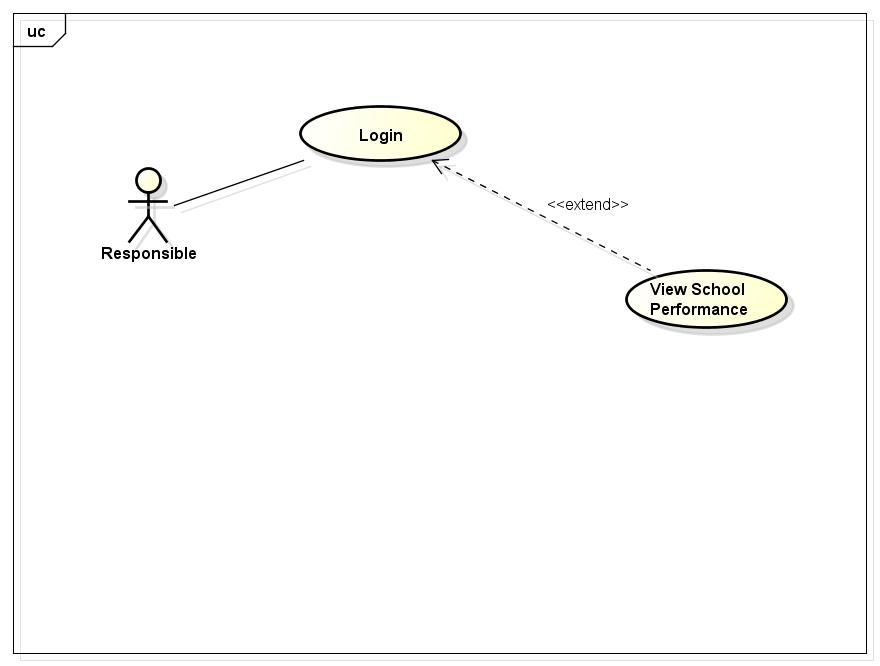 uc
Login
<<extend>>
Responsible
View School
Performance